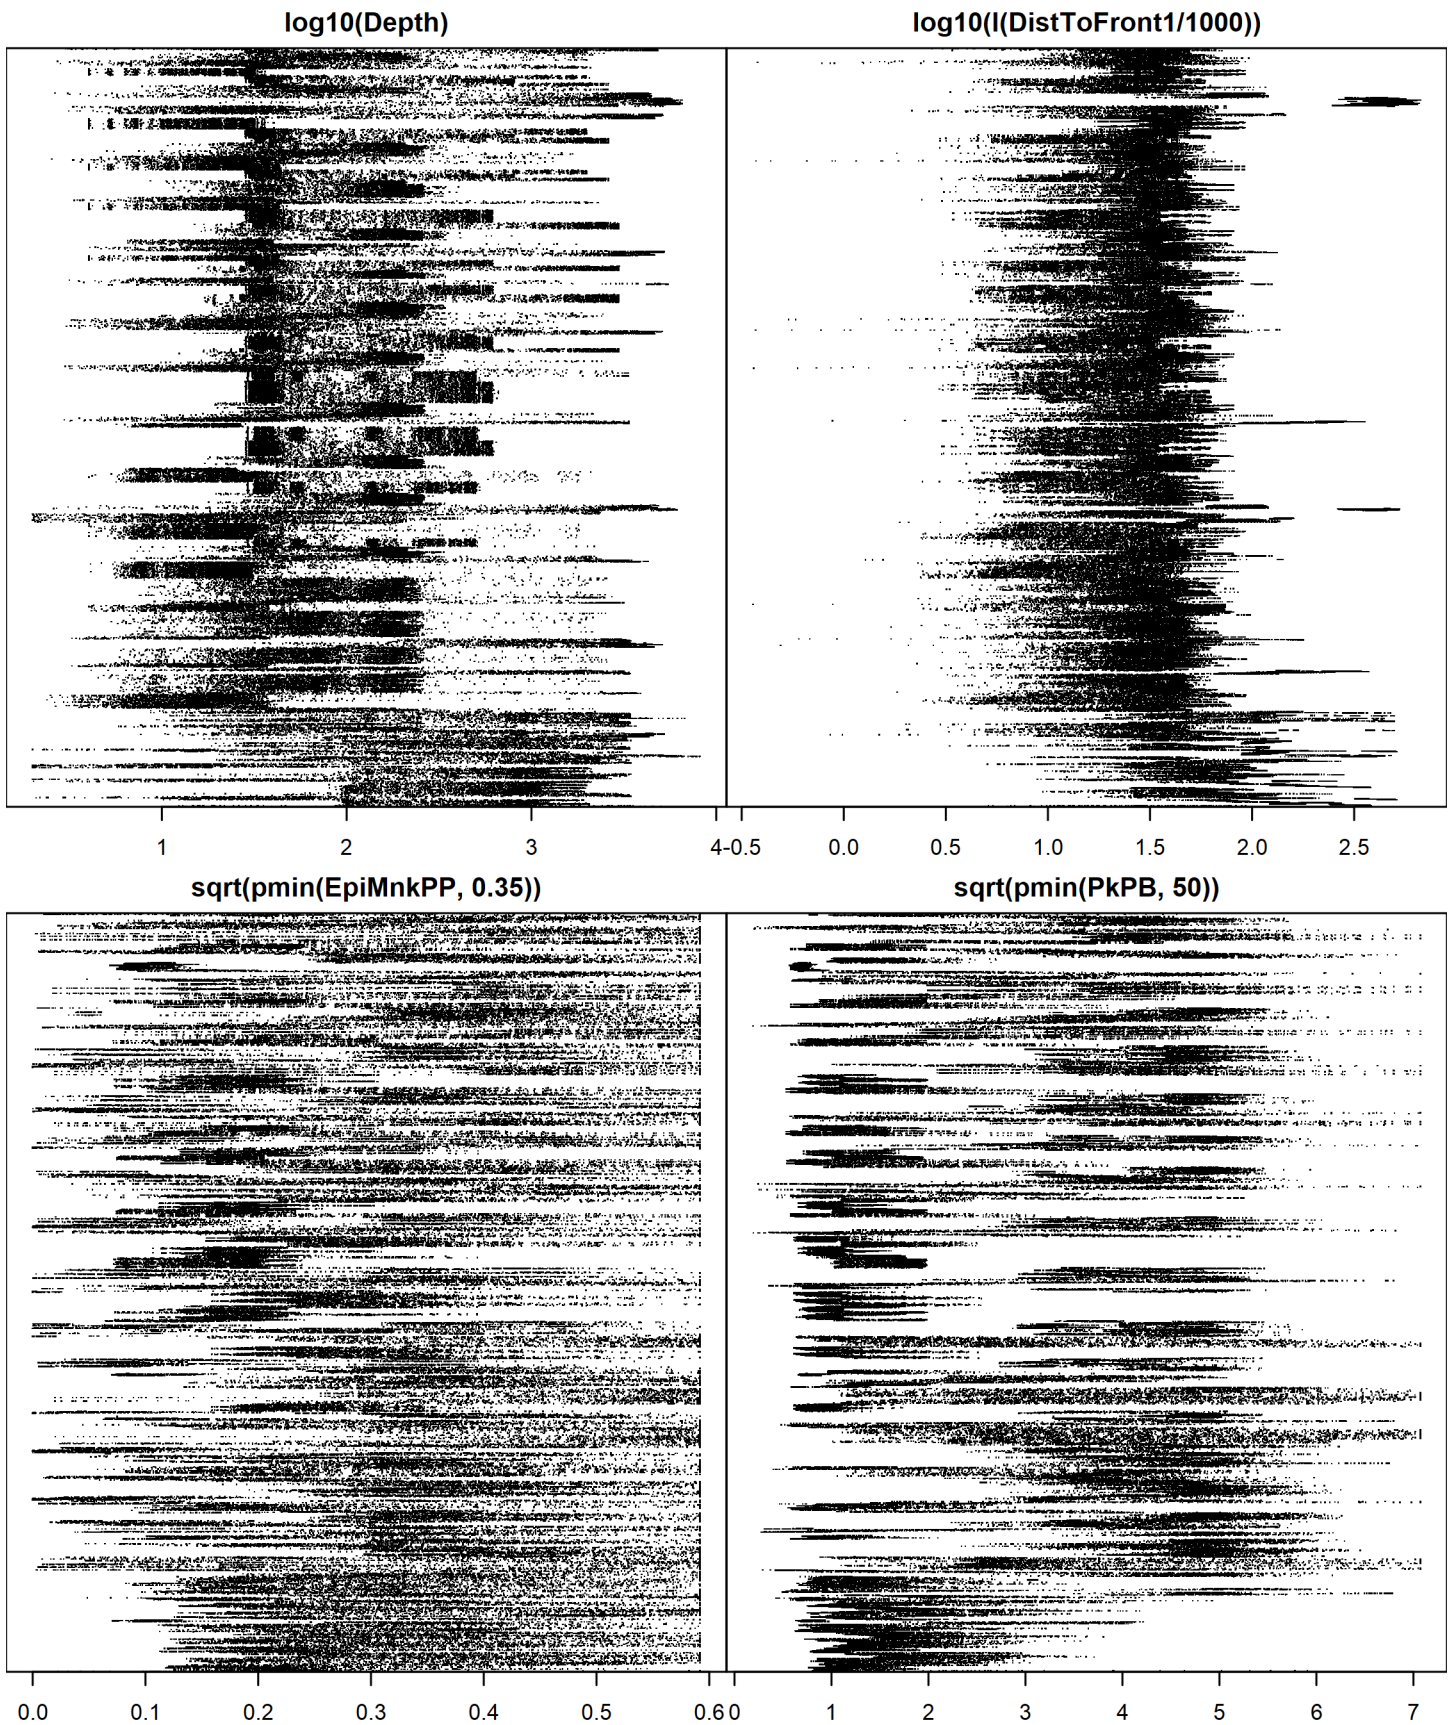 log10(Depth) log10(I(DistToFront1/1000))
1 2 3 4 -0.5 0.0 0.5 1.0 1.5 2.0 2.5
sqrt(pmin(EpiMnkPP, 0.35)) sqrt(pmin(PkPB, 50))
0.0 0.1 0.2 0.3 0.4 0.5 0.6 0 1 2 3 4 5 6 7